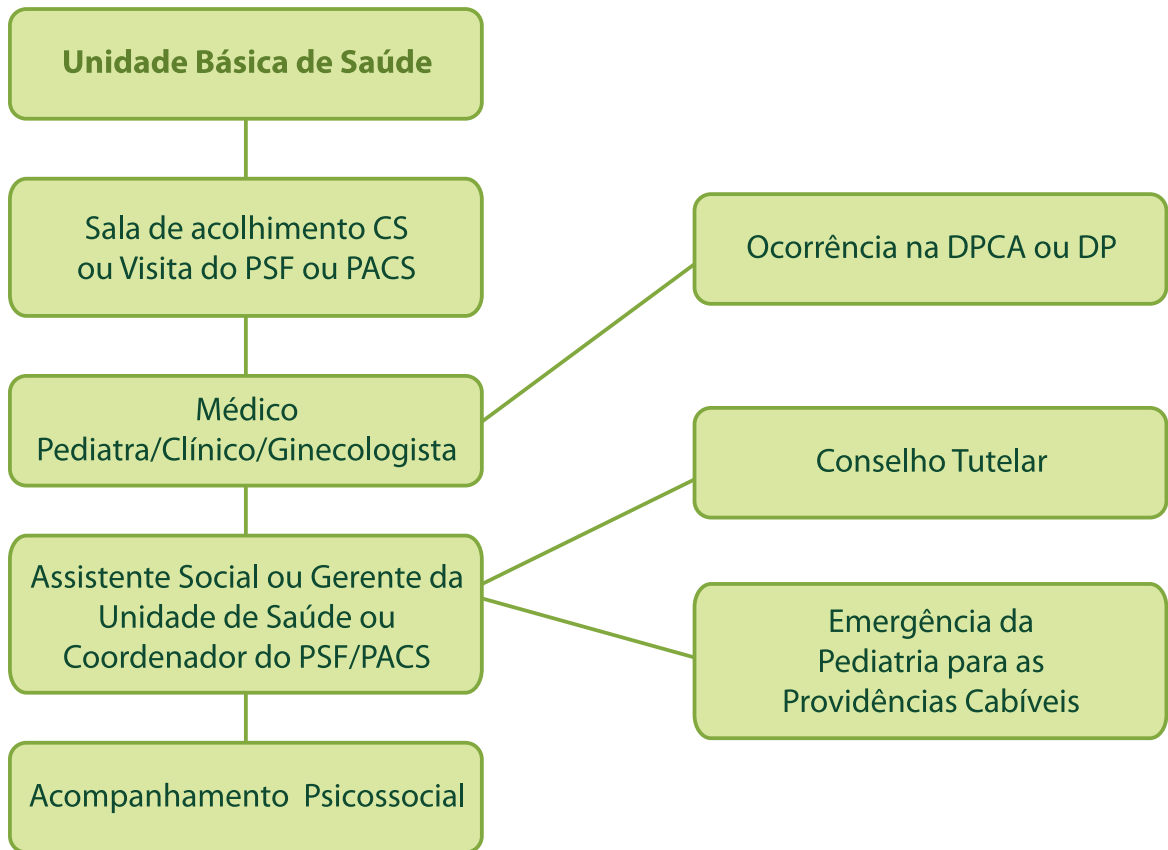 Unidade Básica de Saúde
Sala de acolhimento CS
ou Visita do PSF ou PACS
Médico
Pediatra/Clínico/Ginecologista
Assistente Social ou Gerente da
Unidade de Saúde ou
Coordenador do PSF/PACS
Acompanhamento Psicossocial
Ocorrência na DPCA ou DP
Conselho Tutelar
Emergência da
Pediatria para as
Providências Cabíveis